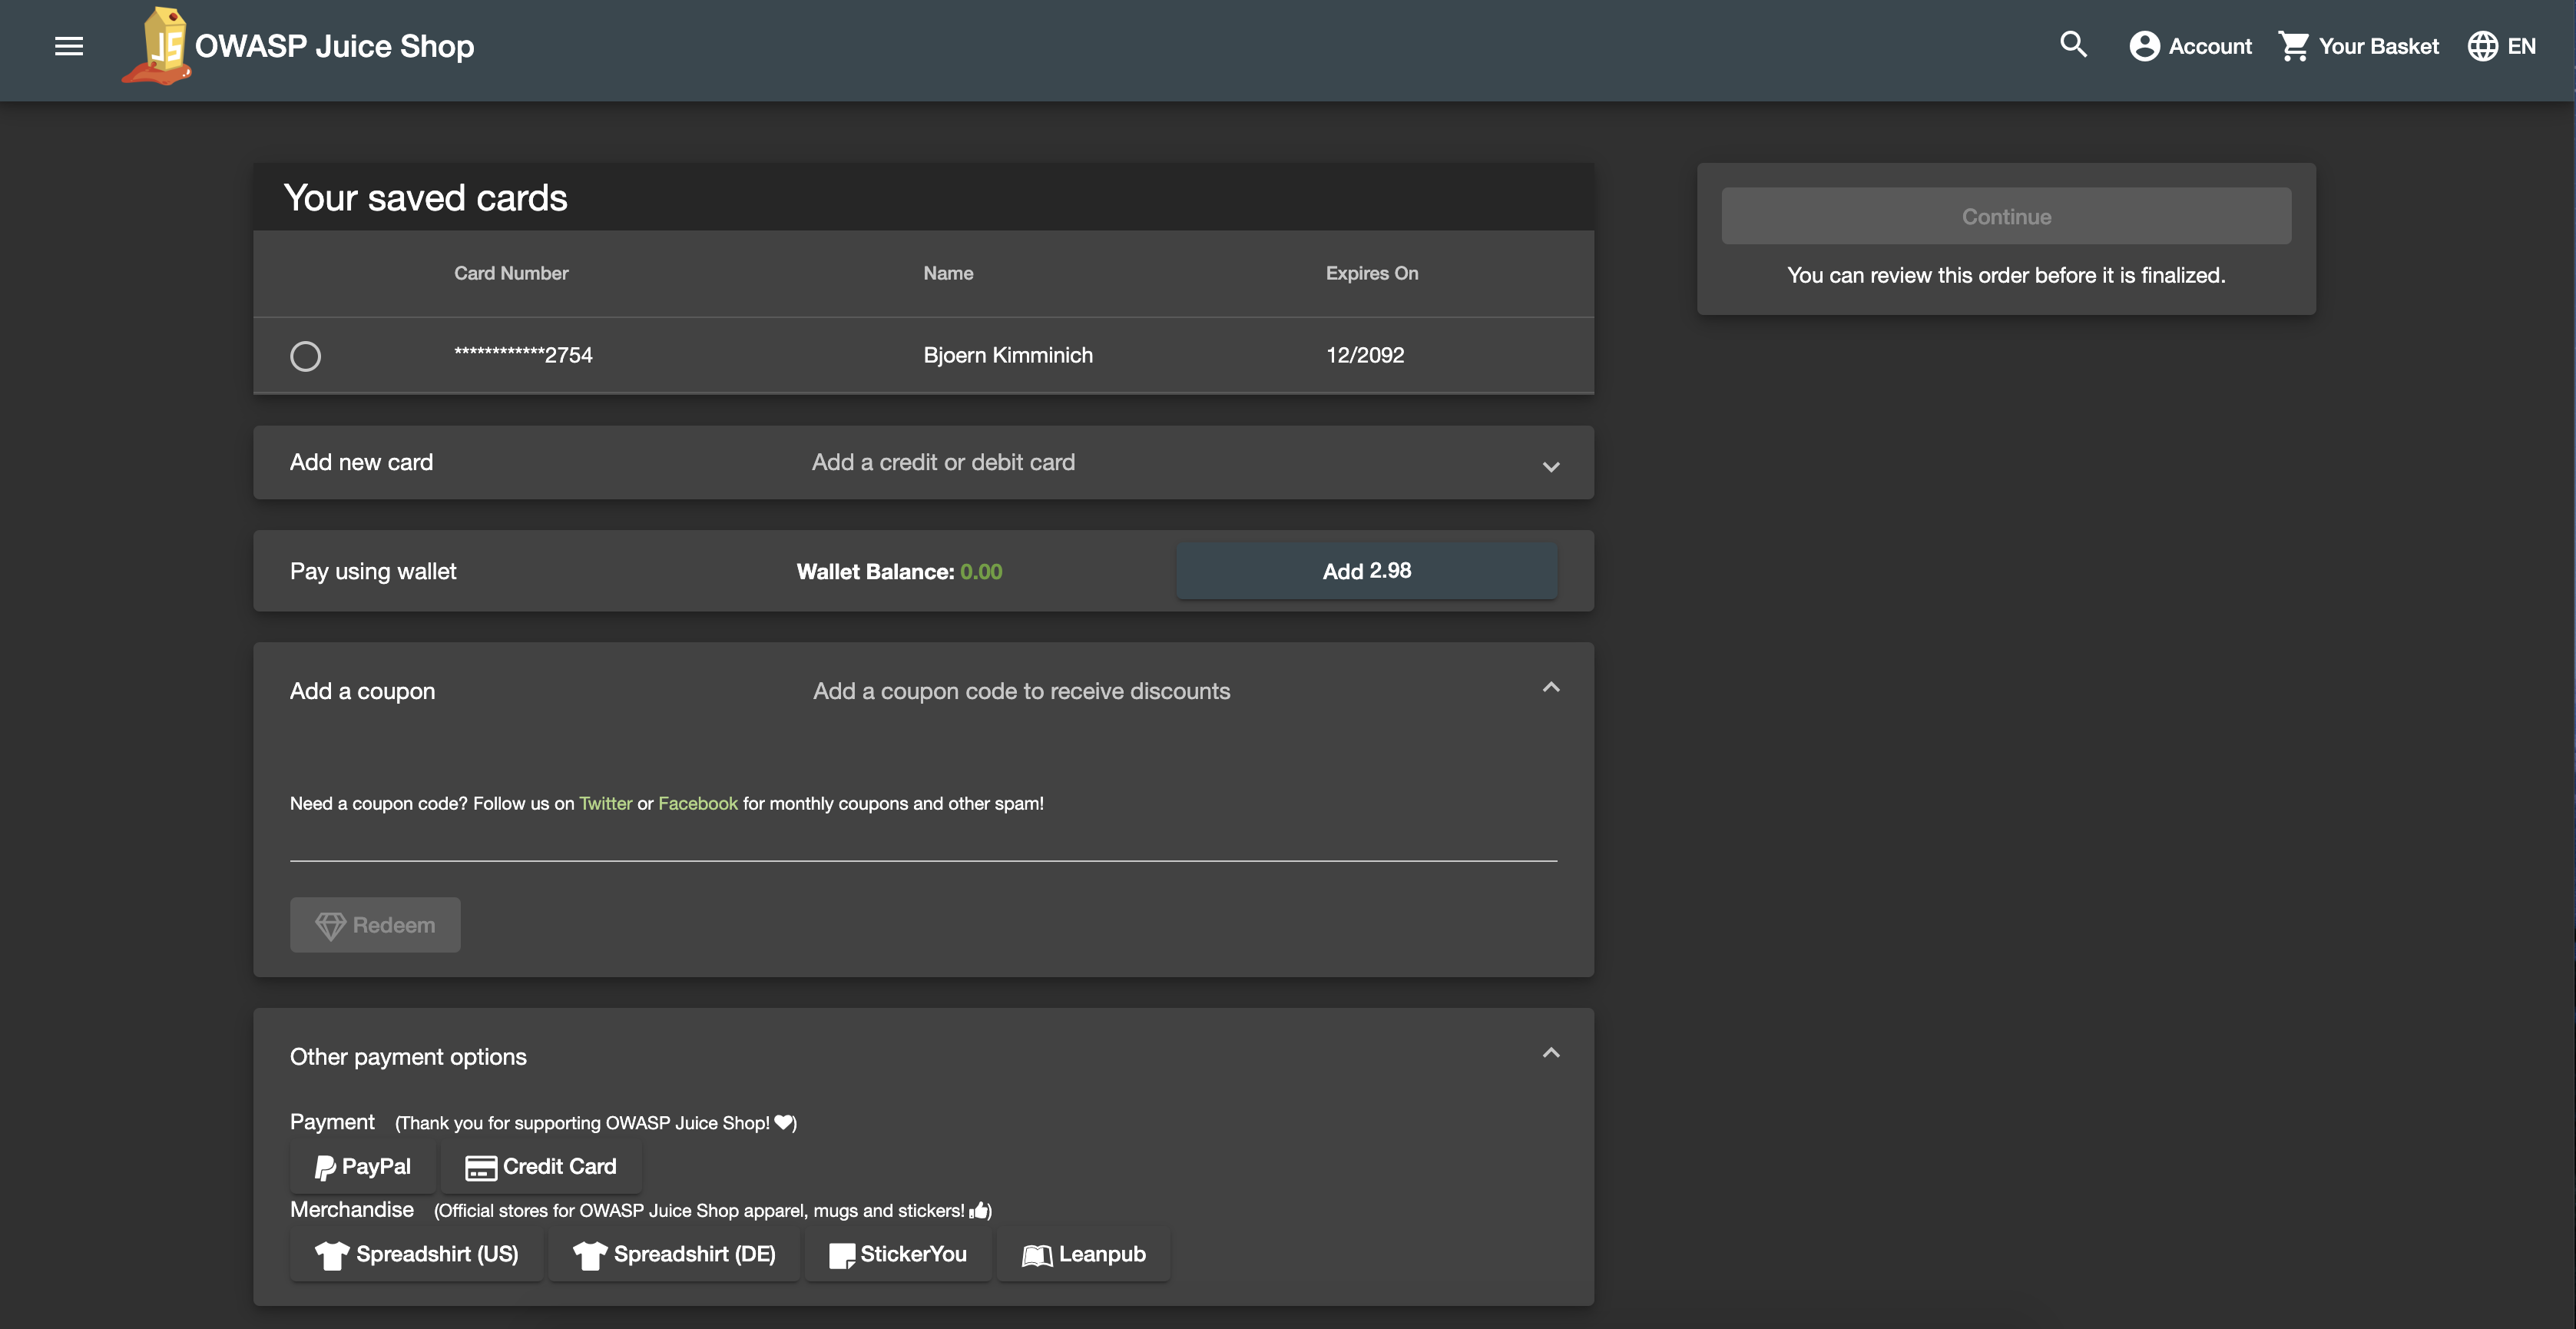 JS OWASP Juice Shop Account Your Basket EN
Your saved cards
Continue
You can review this order before it is finalized.
Card Number Name Expires On
************2754 Bjoern Kimminich 12/2092
Add new card Add a credit or debit card
Pay using wallet Wallet Balance: 0.00 Add 2.98
Add a coupon Add a coupon code to receive discounts
Need a coupon code? Follow us on Twitter or Facebook for monthly coupons and other spam!
Redeem
Other payment options
Payment (Thank you for supporting OWASP Juice Shop! ♥)
PayPal Credit Card
Merchandise (Official stores for OWASP Juice Shop apparel, mugs and stickers! 👍)
Spreadshirt (US) Spreadshirt (DE) StickerYou Leanpub